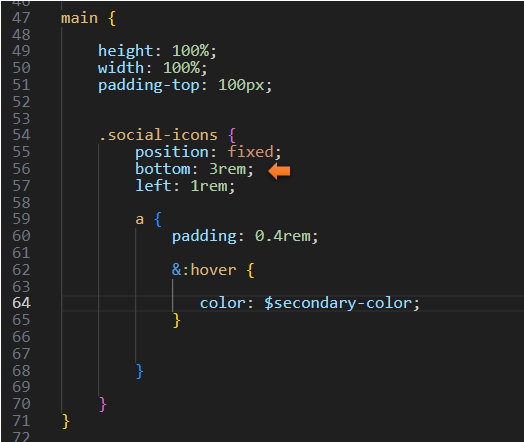 46
47 main {
48
49 height: 100%;
50 width: 100%;
51 padding-top: 100px;
52
53
54 .social-icons {
55 position: fixed;
56 bottom: 3rem;
57 left: 1rem;
58
59 a {
60 padding: 0.4rem;
61
62 &:hover {
63
64 color: $secondary-color;
65 }
66
67
68 }
69
70 }
71 }
72